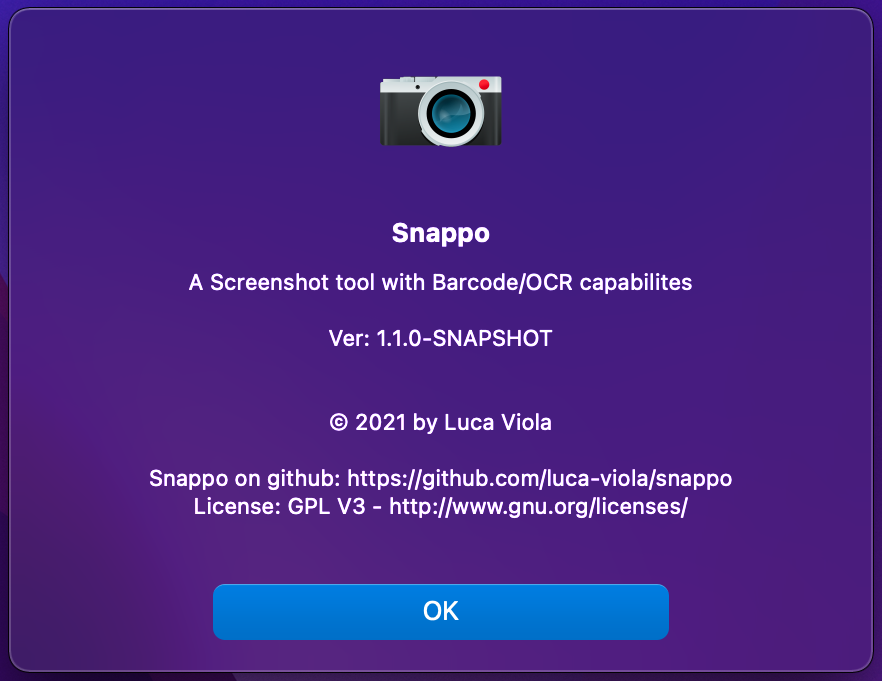 Snappo
A Screenshot tool with Barcode/OCR capabilites
Ver: 1.1.0-SNAPSHOT
© 2021 by Luca Viola
Snappo on github: https://github.com/luca-viola/snappo
License: GPL V3 - http://www.gnu.org/licenses/
OK